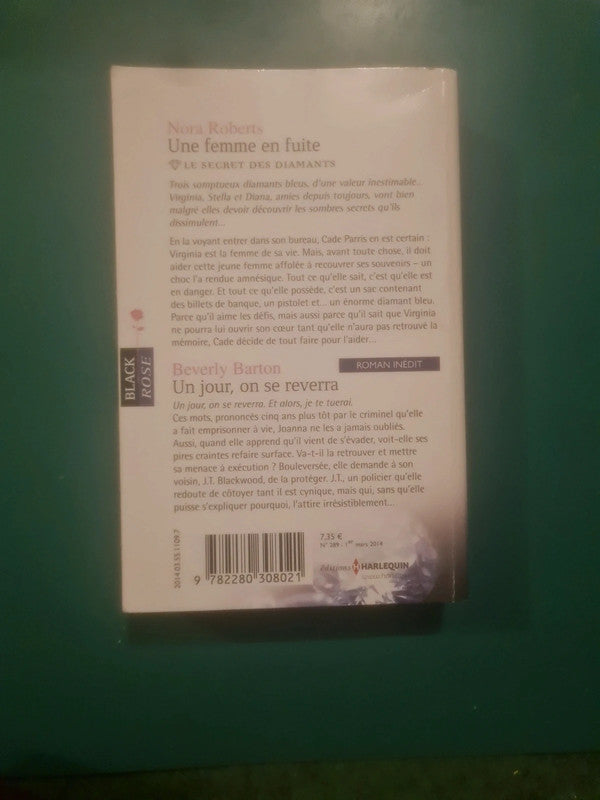 Nora Roberts
Une femme en fuite
LE SECRET DES DIAMANTS
Trois somptueux diamants bleus, d'une valeur inestimable...
Virginia, Stella et Diana, amies depuis toujours, vont bien
malgré elles devoir découvrir les sombres secrets qu'ils
dissimulent...
En la voyant entrer dans son bureau, Cade Parris en est certain :
Virginia est la femme de sa vie. Mais, avant toute chose, il doit
aider cette jeune femme affolée à recouvrer ses souvenirs – un
choc l'a rendue amnésique. Tout ce qu'elle sait, c'est qu'elle est
en danger. Et tout ce qu'elle possède, c'est un sac contenant
des billets de banque, un pistolet et... un énorme diamant bleu.
Parce qu'il aime les défis, mais aussi parce qu'il sait que Virginia
ne pourra lui ouvrir son cœur tant qu'elle n'aura pas retrouvé la
mémoire, Cade décide de tout faire pour l'aider...
BLACK
ROSE
Beverly Barton
ROMAN INÉDIT
Un jour, on se reverra
Un jour, on se reverra. Et alors, je te tuerai.
Ces mots, prononcés cinq ans plus tôt par le criminel qu'elle
a fait emprisonner à vie, Joanna ne les a jamais oubliés.
Aussi, quand elle apprend qu'il vient de s'évader, voit-elle ses
pires craintes refaire surface. Va-t-il la retrouver et mettre
sa menace à exécution ? Bouleversée, elle demande à son
voisin, J.T. Blackwood, de la protéger. J.T., un policier qu'elle
redoute de côtoyer tant il est cynique, mais qui, sans qu'elle
puisse s'expliquer pourquoi, l'attire irrésistiblement...
2014.03.55.1109.7
9 782280 308021
7,35 €
N° 289 - 1er mars 2014
éditions HARLEQUIN